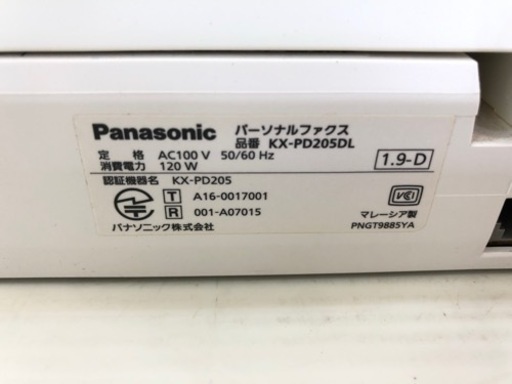 Panasonic パーソナルファクス
品番 KX-PD205DL
定 格 AC100 V 50/60 Hz
消費電力 120 W
1.9-D
認証機器名 KX-PD205
T A16-0017001
R 001-A07015
VCI
パナソニック株式会社
マレーシア製
PNGT9885YA